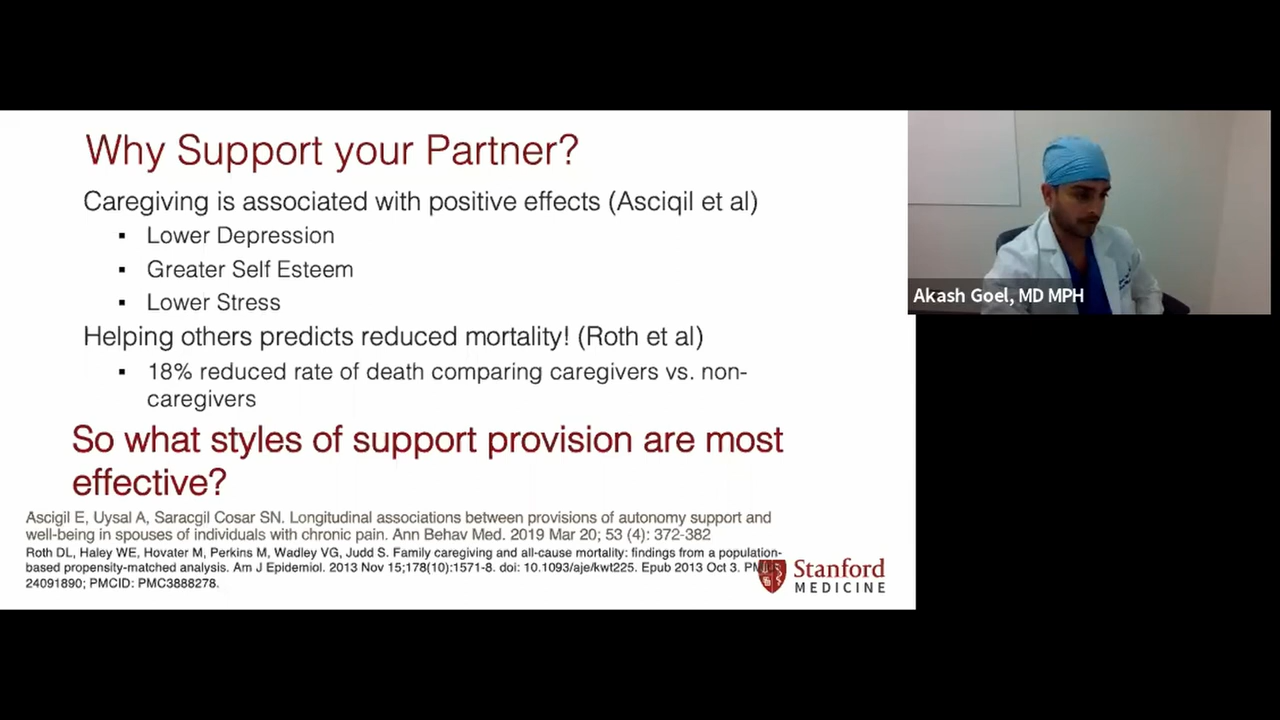 Why Support your Partner?
Caregiving is associated with positive effects (Asciqil et al)
▪ Lower Depression
▪ Greater Self Esteem
▪ Lower Stress
Helping others predicts reduced mortality! (Roth et al)
▪ 18% reduced rate of death comparing caregivers vs. non-
caregivers
So what styles of support provision are most
effective?
Ascigil E, Uysal A, Saracgil Cosar SN. Longitudinal associations between provisions of autonomy support and
well-being in spouses of individuals with chronic pain. Ann Behav Med. 2019 Mar 20; 53 (4): 372-382
Roth DL, Haley WE, Hovater M, Perkins M, Wadley VG, Judd S. Family caregiving and all-cause mortality: findings from a population-
based propensity-matched analysis. Am J Epidemiol. 2013 Nov 15;178(10):1571-8. doi: 10.1093/aje/kwt225. Epub 2013 Oct 3.
24091890; PMCID: PMC3888278.
Stanford
MEDICINE
Akash Goel, MD MPH